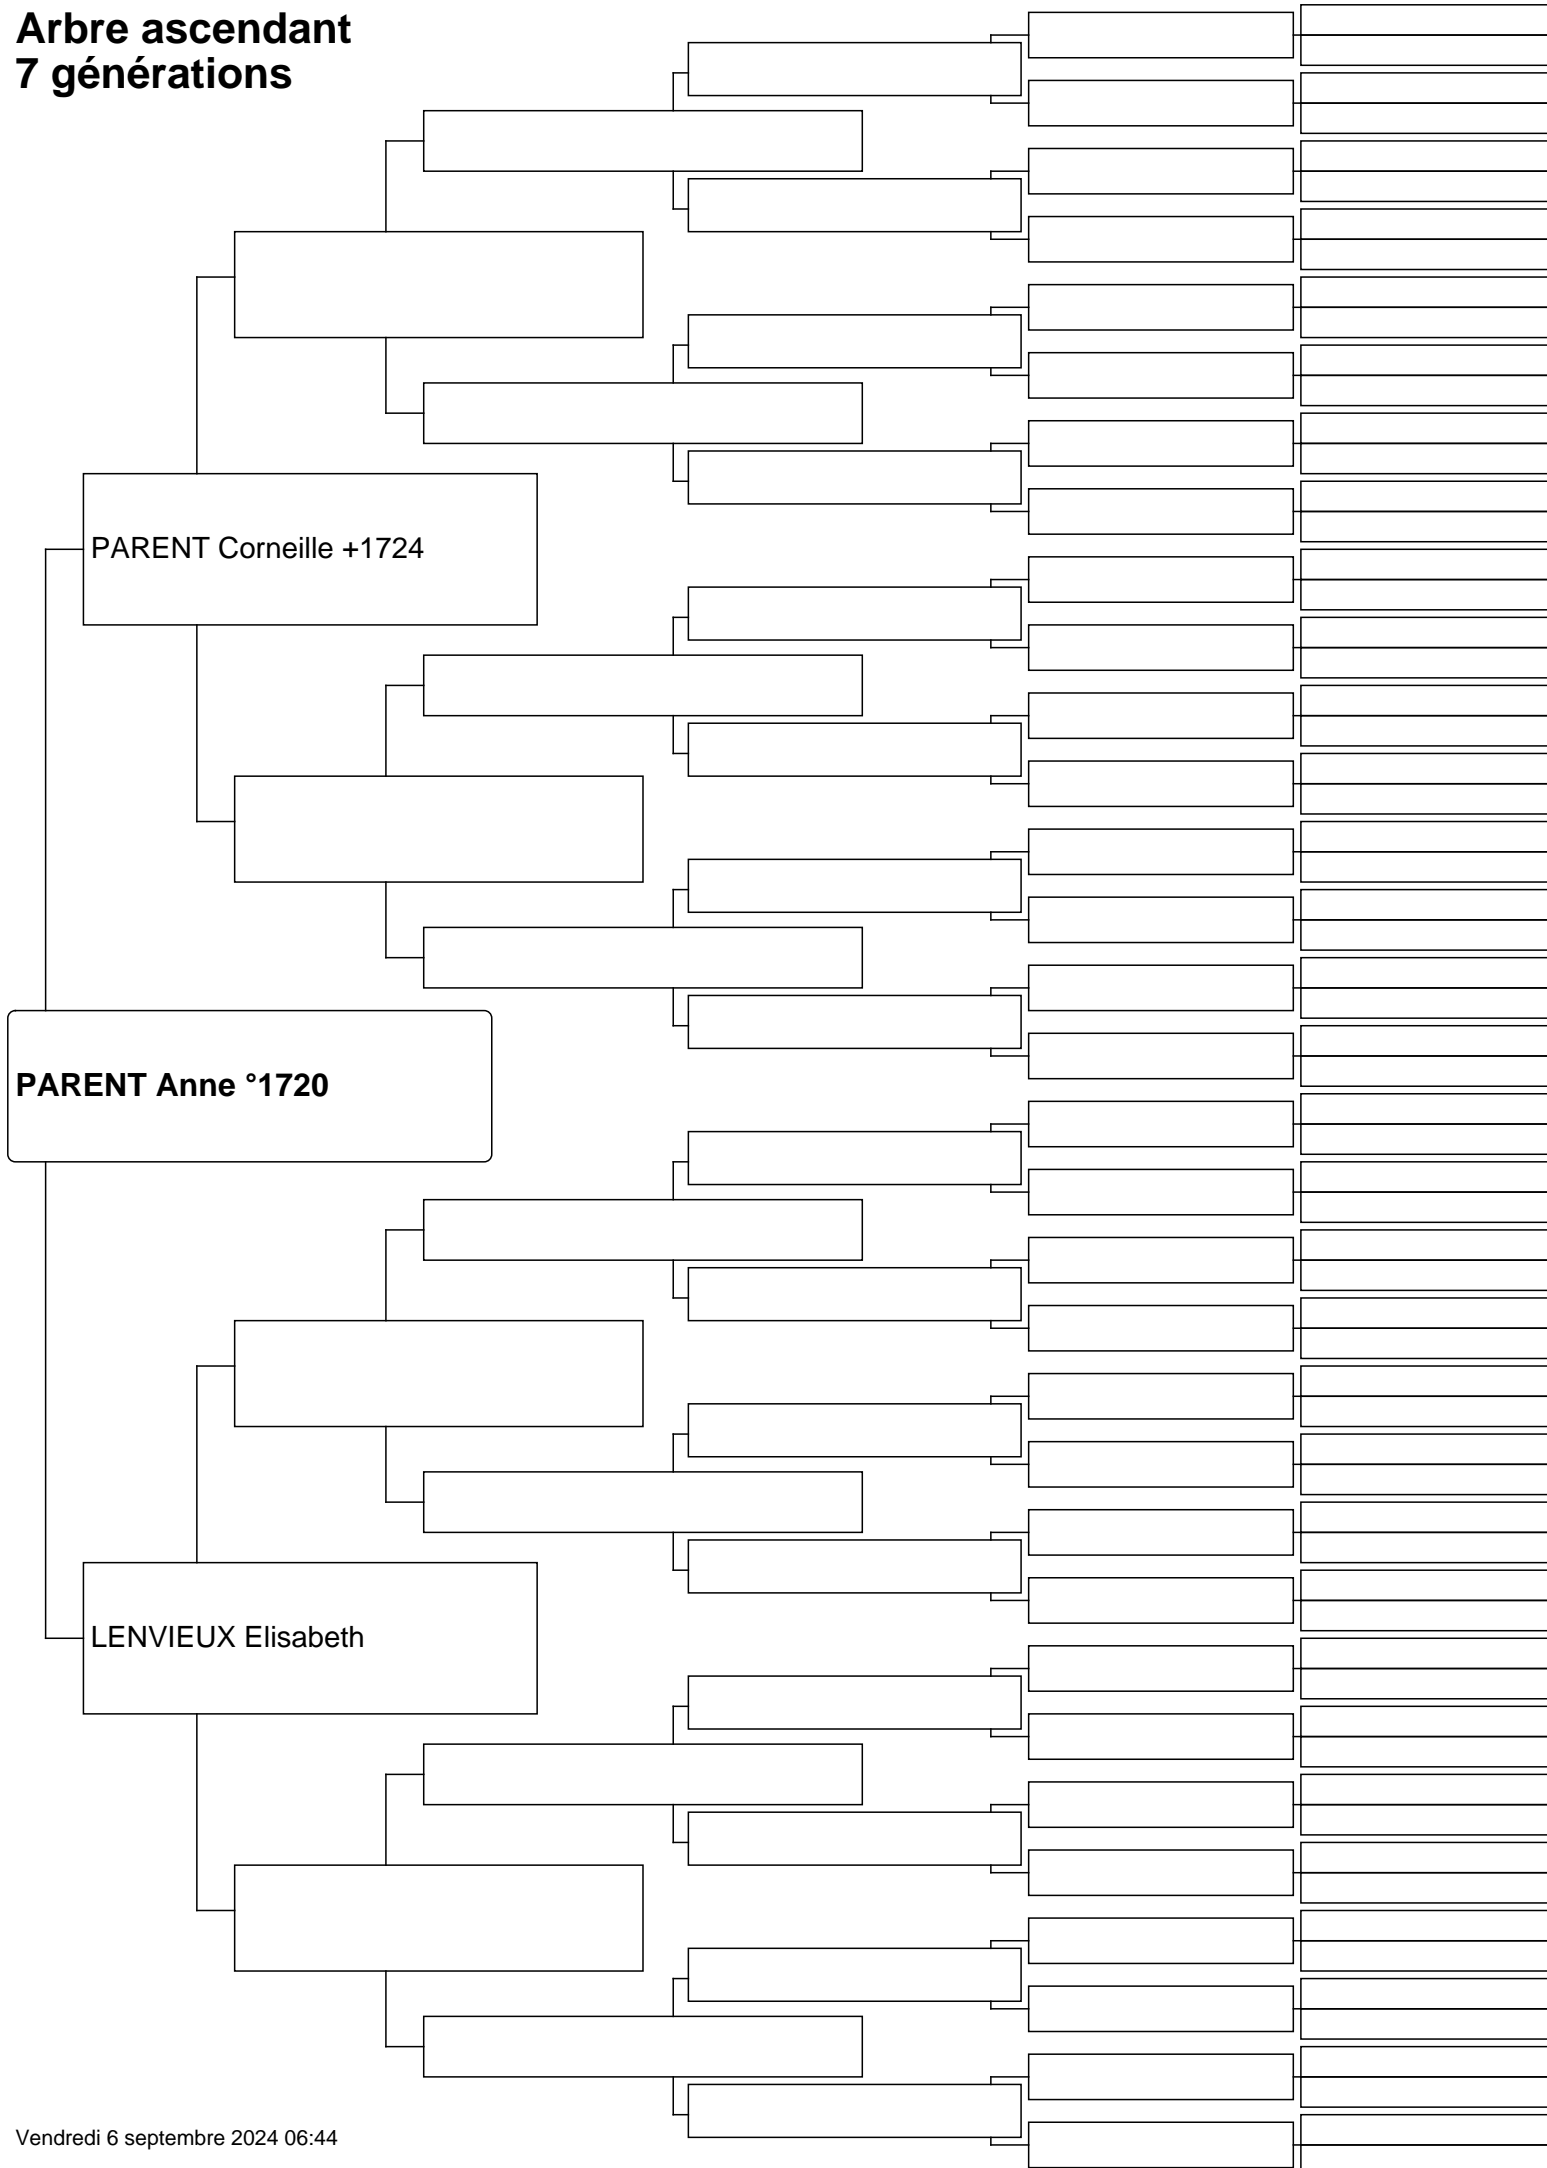 Arbre ascendant
7 générations
PARENT Corneille +1724
PARENT Anne °1720
LENVIEUX Elisabeth
Vendredi 6 septembre 2024 06:44